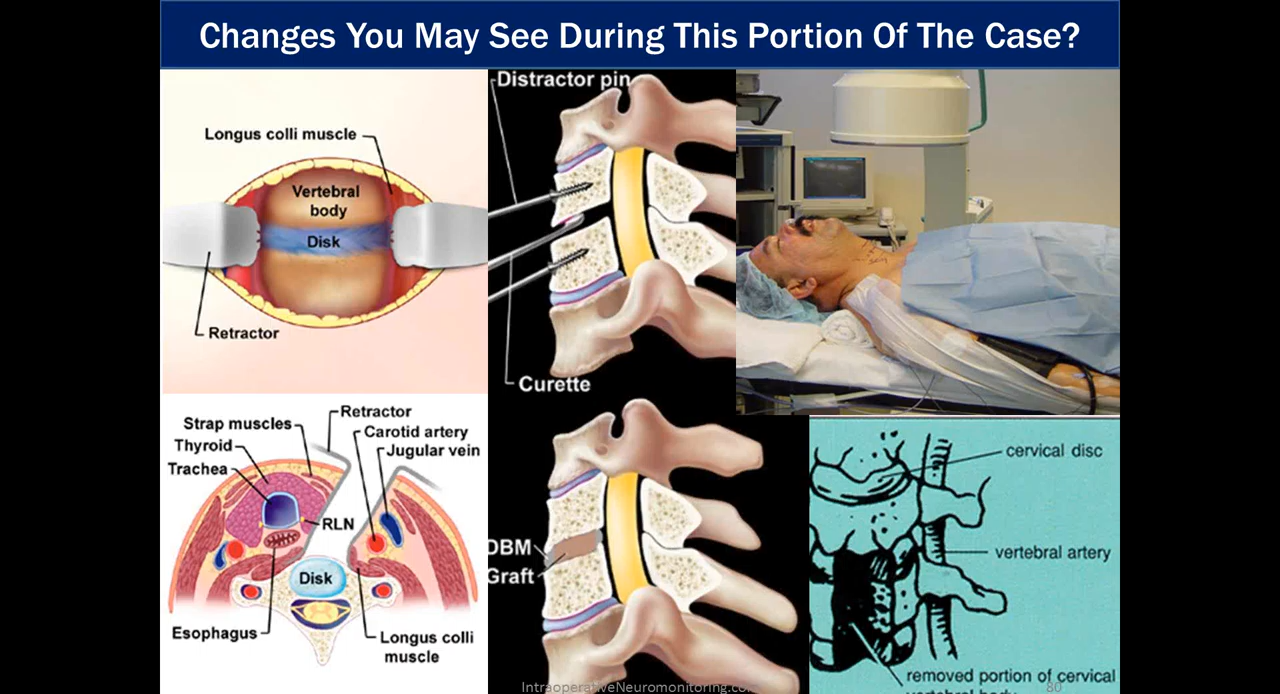 Changes You May See During This Portion Of The Case?
Longus colli muscle
Vertebral
body
Disk
Retractor
Distractor pin
Curette
Retractor
Strap muscles
Carotid artery
Thyroid
Jugular vein
Trachea
RLN
Disk
Esophagus
Longus colli
muscle
DBM
Graft
cervical disc
vertebral artery
removed portion of cervical
vertebral body
IntraoperativeNeuromonitoring.com
80